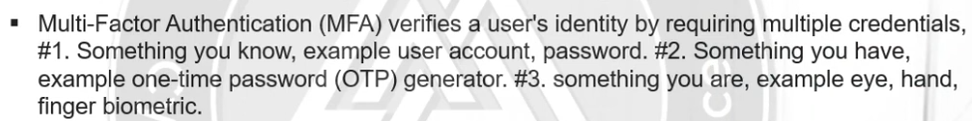 ▪ Multi-Factor Authentication (MFA) verifies a user's identity by requiring multiple credentials,
#1. Something you know, example user account, password. #2. Something you have,
example one-time password (OTP) generator. #3. something you are, example eye, hand,
finger biometric.